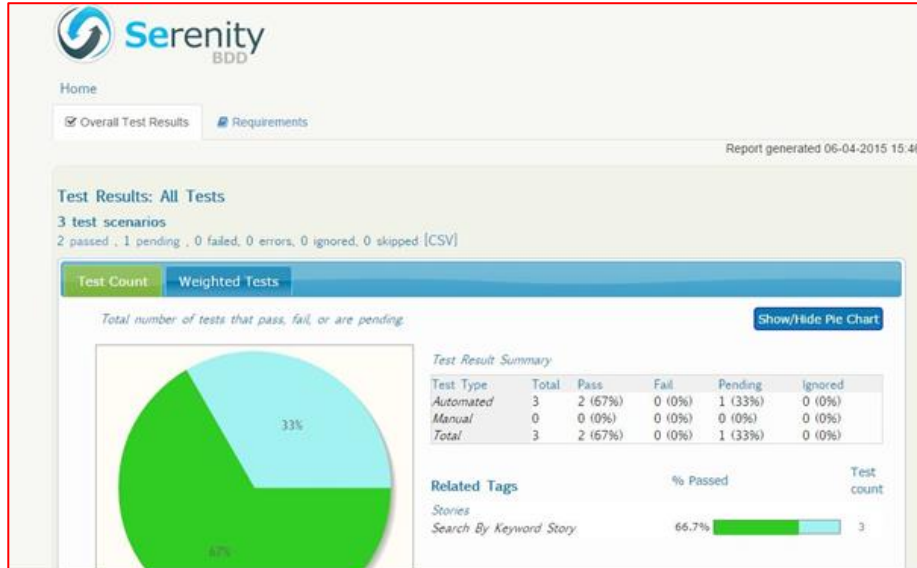 Serenity
BDD
Home
Overall Test Results Requirements
Report generated 06-04-2015 15:46
Test Results: All Tests
3 test scenarios
2 passed , 1 pending , 0 failed, 0 errors, 0 ignored, 0 skipped [CSV]
Test Count Weighted Tests
Total number of tests that pass, fail, or are pending.
Show/Hide Pie Chart
Test Result Summary
Test Type Total Pass Fail Pending Ignored
Automated 3 2 (67%) 0 (0%) 1 (33%) 0 (0%)
Manual 0 0 (0%) 0 (0%) 0 (0%) 0 (0%)
Total 3 2 (67%) 0 (0%) 1 (33%) 0 (0%)
33%
67%
Related Tags % Passed Test count
Stories
Search By Keyword Story 66.7% 3